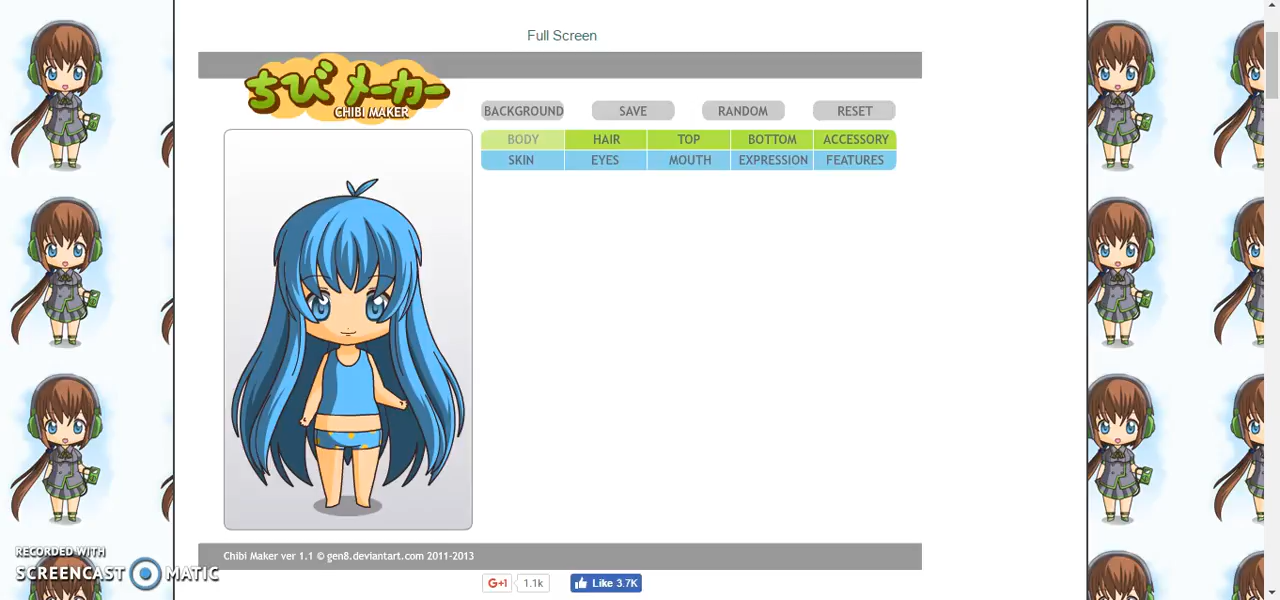 Full Screen
ちびメーカー
CHIBI MAKER
BACKGROUND SAVE RANDOM RESET
BODY HAIR TOP BOTTOM ACCESSORY
SKIN EYES MOUTH EXPRESSION FEATURES
Chibi Maker ver 1.1 © gen8.deviantart.com 2011-2013
G+1 1.1k Like 3.7K
RECORDED WITH
SCREENCAST MATIC